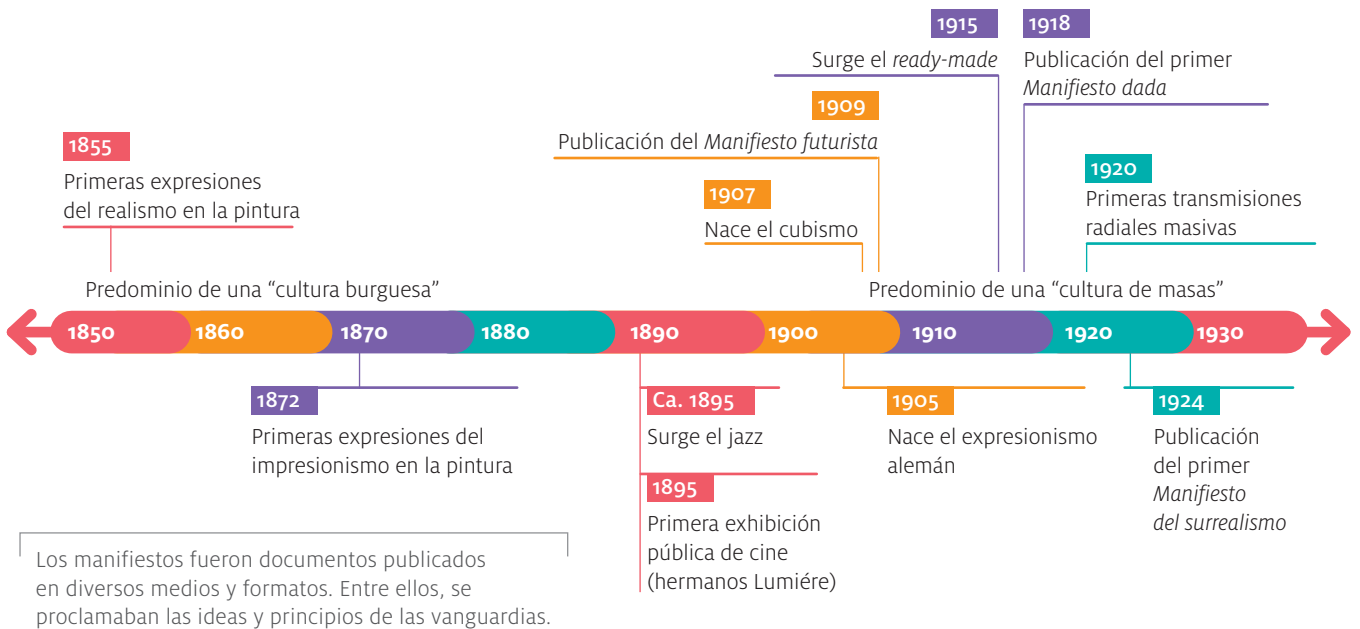 1915
Surge el ready-made
1918
Publicación del primer
Manifiesto dada
1909
Publicación del Manifiesto futurista
1855
Primeras expresiones
del realismo en la pintura
1907
Nace el cubismo
1920
Primeras transmisiones
radiales masivas
Predominio de una “cultura burguesa”
Predominio de una “cultura de masas”
1850 1860 1870 1880 1890 1900 1910 1920 1930
1872
Primeras expresiones del
impresionismo en la pintura
Ca. 1895
Surge el jazz
1895
Primera exhibición
pública de cine
(hermanos Lumiére)
1905
Nace el expresionismo
alemán
1924
Publicación
del primer
Manifiesto
del surrealismo
Los manifiestos fueron documentos publicados
en diversos medios y formatos. Entre ellos, se
proclamaban las ideas y principios de las vanguardias.